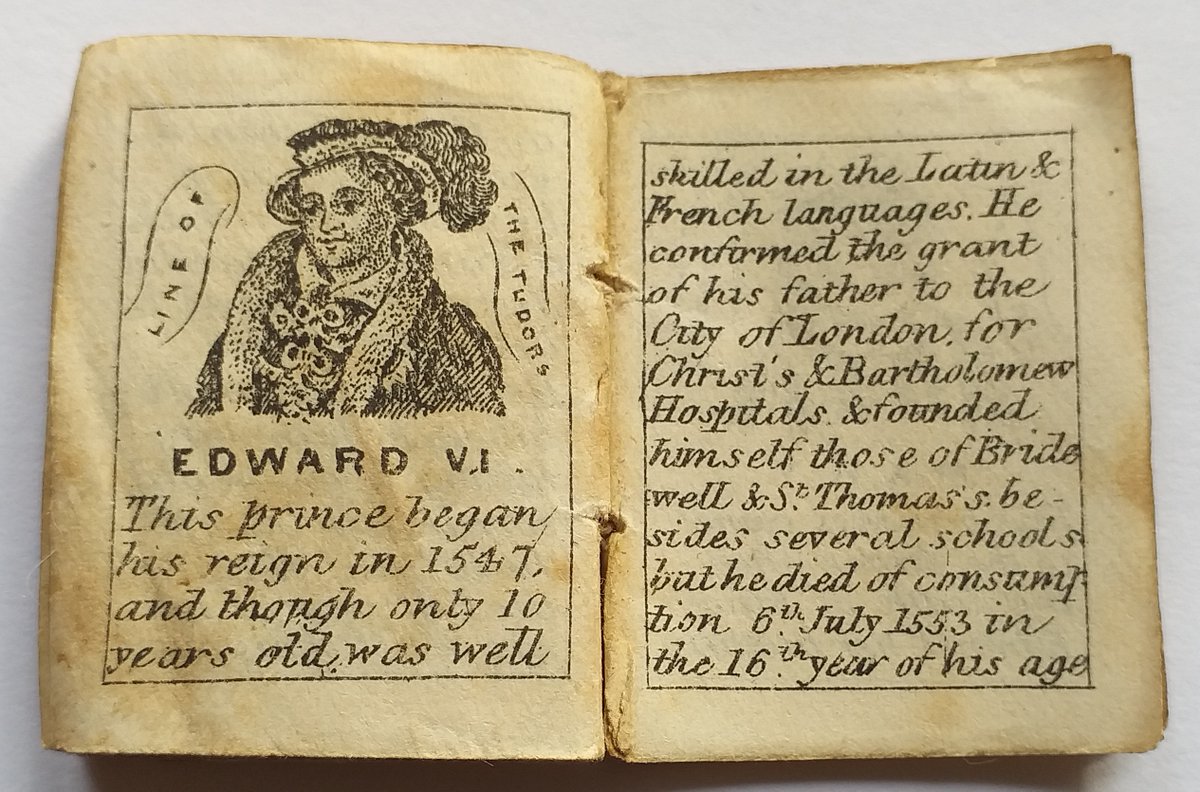 LINE OF
THE TUDORS
EDWARD VI.
This prince began
his reign in 1547,
and though only 10
years old, was well
skilled in the Latin &
French languages. He
confirmed the grant
of his father to the
City of London, for
Christ's & Bartholomew
Hospitals. & founded
himself those of Bride
well & St. Thomas's. be-
sides several schools
but he died of consump
tion 6th July 1553 in
the 16th year of his age